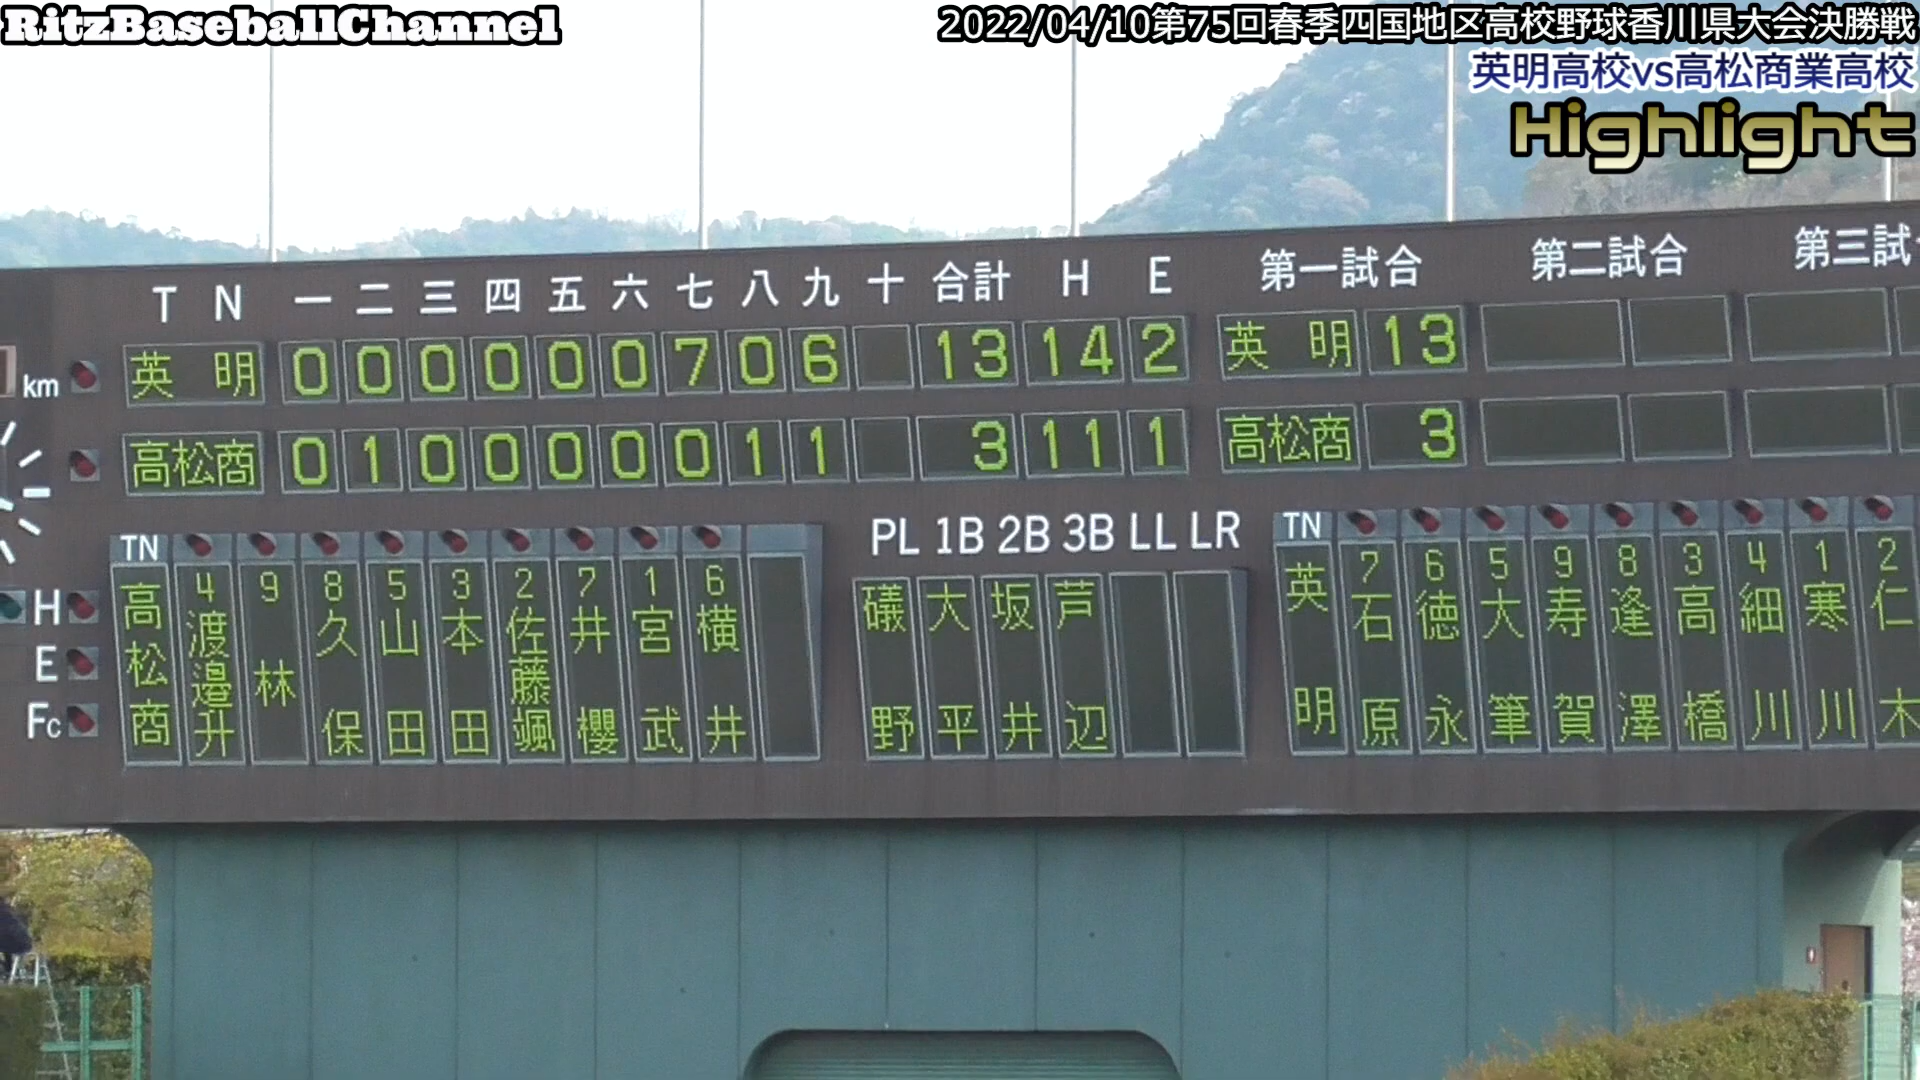 RitzBaseballChannel
2022/04/10第75回春季四国地区高校野球香川県大会決勝戦
英明高校vs高松商業高校
Highlight
T N 一 二 三 四 五 六 七 八 九 十 合計 H E 第一試合 第二試合 第三試
英明 0 0 0 0 0 0 7 0 6 13 14 2 英明 13
km
高松商 0 1 0 0 0 0 0 1 1 3 11 1 高松商 3
PL 1B 2B 3B LL LR
TN
高松商
4 渡邉升
9 林
8 久保
5 山田
3 本田
2 佐藤颯
7 井櫻
1 宮武
6 横井
磯野
大平
坂井
芦辺
TN
英明
7 石原
6 徳永
5 大筆
9 寿賀
8 逢澤
3 高橋
4 細川
1 寒川
2 仁木
H
E
Fc